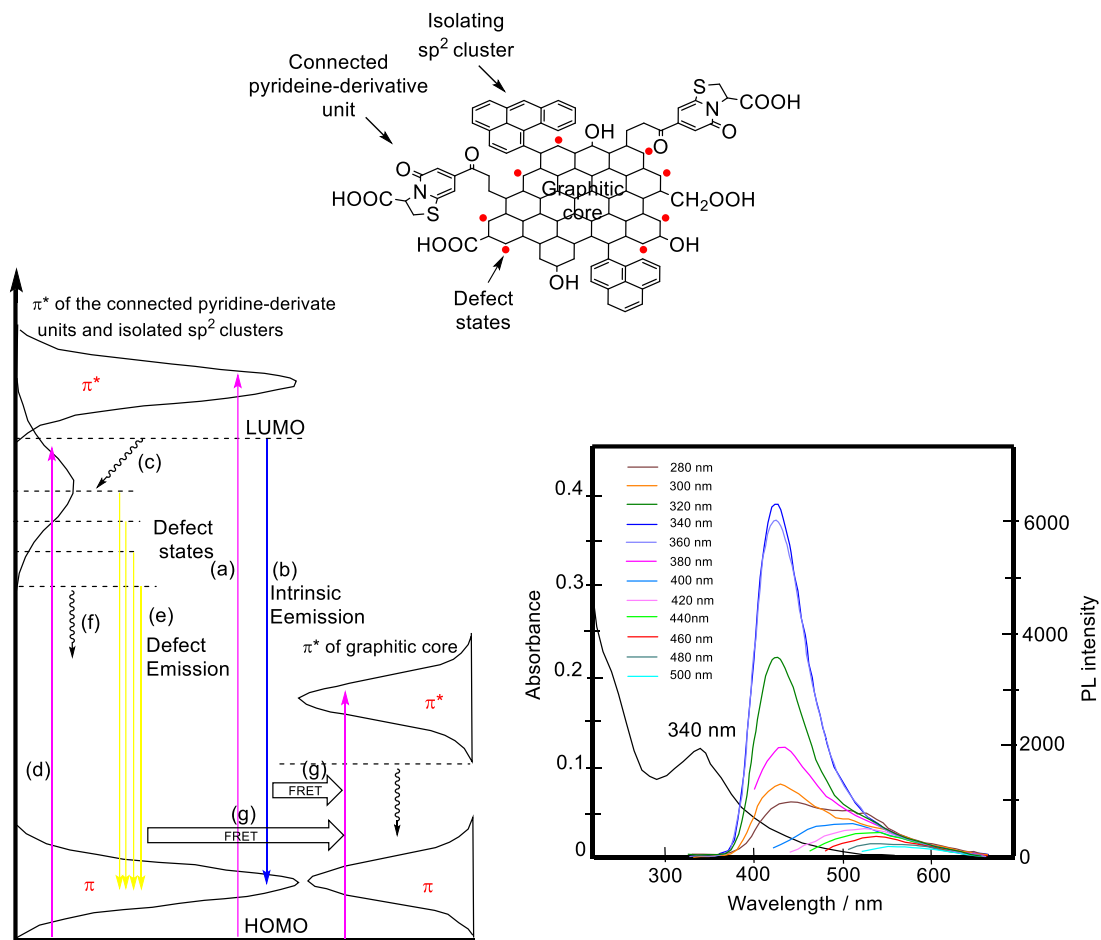 Isolating
sp2 cluster
Connected
pyrideine-derivative
unit
S
N
COOH
O
O
OH
O
O
N
S
HOOC
Graphitic
core
CH2OOH
HOOC
OH
OH
Defect
states
π* of the connected pyridine-derivate
units and isolated sp2 clusters
π*
LUMO
(c)
Defect
states
(a)
(b)
Intrinsic
Eemission
(e)
(f)
Defect
Emission
π* of graphitic core
π*
(d)
(g)
FRET
(g)
FRET
π
π
HOMO
280 nm
300 nm
320 nm
340 nm
360 nm
380 nm
400 nm
420 nm
440nm
460 nm
480 nm
500 nm
340 nm
0.4
0.3
0.2
0.1
0
Absorbance
6000
4000
2000
0
PL intensity
300
400
500
600
Wavelength / nm